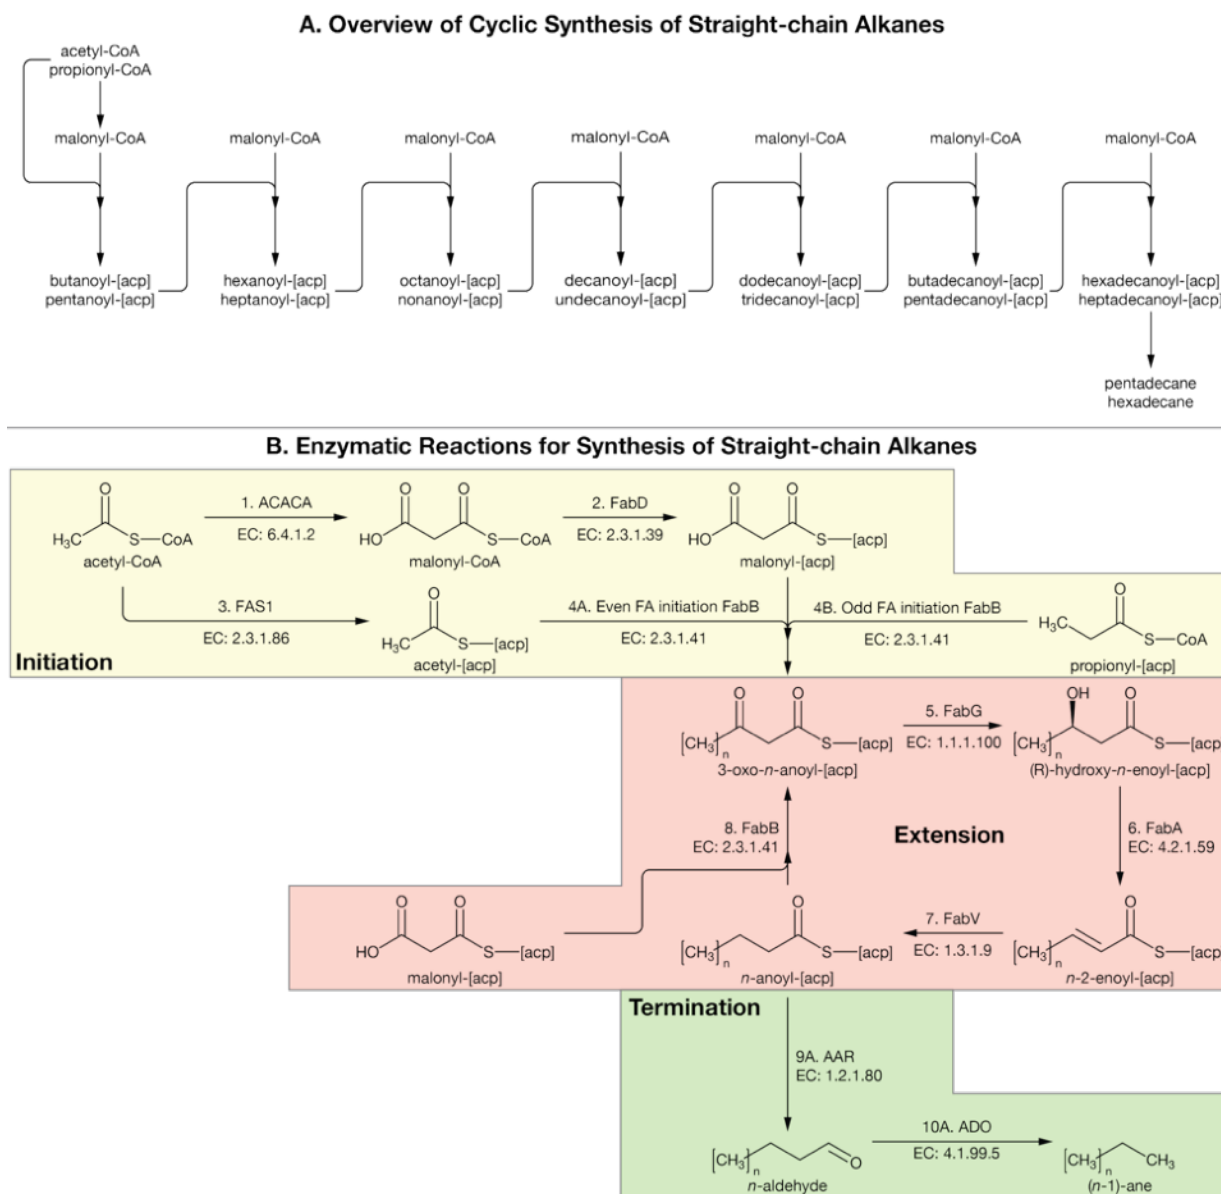 A. Overview of Cyclic Synthesis of Straight-chain Alkanes
acetyl-CoA
propionyl-CoA
malonyl-CoA
malonyl-CoA
malonyl-CoA
malonyl-CoA
malonyl-CoA
malonyl-CoA
malonyl-CoA
butanoyl-[acp]
pentanoyl-[acp]
hexanoyl-[acp]
heptanoyl-[acp]
octanoyl-[acp]
nonanoyl-[acp]
decanoyl-[acp]
undecanoyl-[acp]
dodecanoyl-[acp]
tridecanoyl-[acp]
butadecanoyl-[acp]
pentadecanoyl-[acp]
hexadecanoyl-[acp]
heptadecanoyl-[acp]
pentadecane
hexadecane
B. Enzymatic Reactions for Synthesis of Straight-chain Alkanes
O
H₃C
S—CoA
acetyl-CoA
1. ACACA
EC: 6.4.1.2
O
O
HO
S—CoA
malonyl-CoA
2. FabD
EC: 2.3.1.39
O
O
HO
S—[acp]
malonyl-[acp]
3. FAS1
EC: 2.3.1.86
O
H₃C
S—[acp]
acetyl-[acp]
4A. Even FA initiation FabB
EC: 2.3.1.41
4B. Odd FA initiation FabB
EC: 2.3.1.41
O
H₃C
S—CoA
propionyl-[acp]
Initiation
O
O
[CH₃]n
S—[acp]
3-oxo-n-anoyl-[acp]
5. FabG
EC: 1.1.1.100
OH
O
[CH₃]n
S—[acp
(R)-hydroxy-n-enoyl-[acp]
8. FabB
EC: 2.3.1.41
Extension
6. FabA
EC: 4.2.1.59
O
O
HO
S—[acp]
malonyl-[acp]
O
[CH₃]n
S—[acp]
n-anoyl-[acp]
7. FabV
EC: 1.3.1.9
O
[CH₃]n
S—[acp
n-2-enoyl-[acp]
Termination
9A. AAR
EC: 1.2.1.80
[CH₃]n
O
n-aldehyde
10A. ADO
EC: 4.1.99.5
[CH₃]n
CH₃
(n-1)-ane